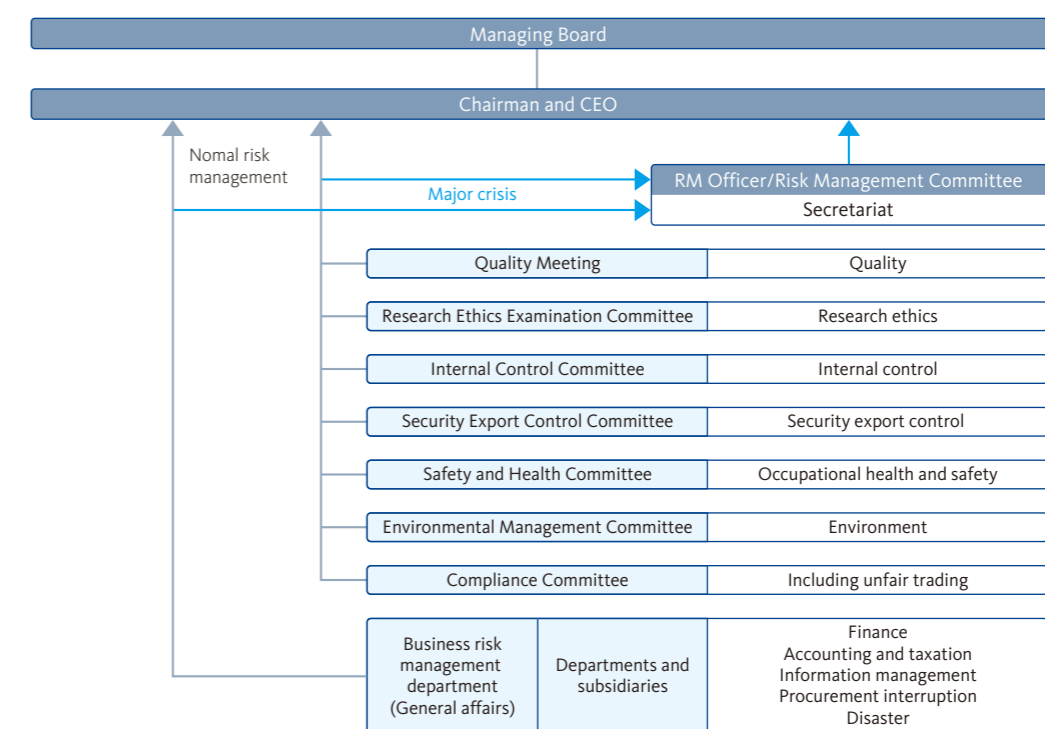 Managing Board
Chairman and CEO
Nomal risk
management
Major crisis
RM Officer/Risk Management Committee
Secretariat
Quality Meeting
Quality
Research Ethics Examination Committee
Research ethics
Internal Control Committee
Internal control
Security Export Control Committee
Security export control
Safety and Health Committee
Occupational health and safety
Environmental Management Committee
Environment
Compliance Committee
Including unfair trading
Business risk
management
department
(General affairs)
Departments and
subsidiaries
Finance
Accounting and taxation
Information management
Procurement interruption
Disaster